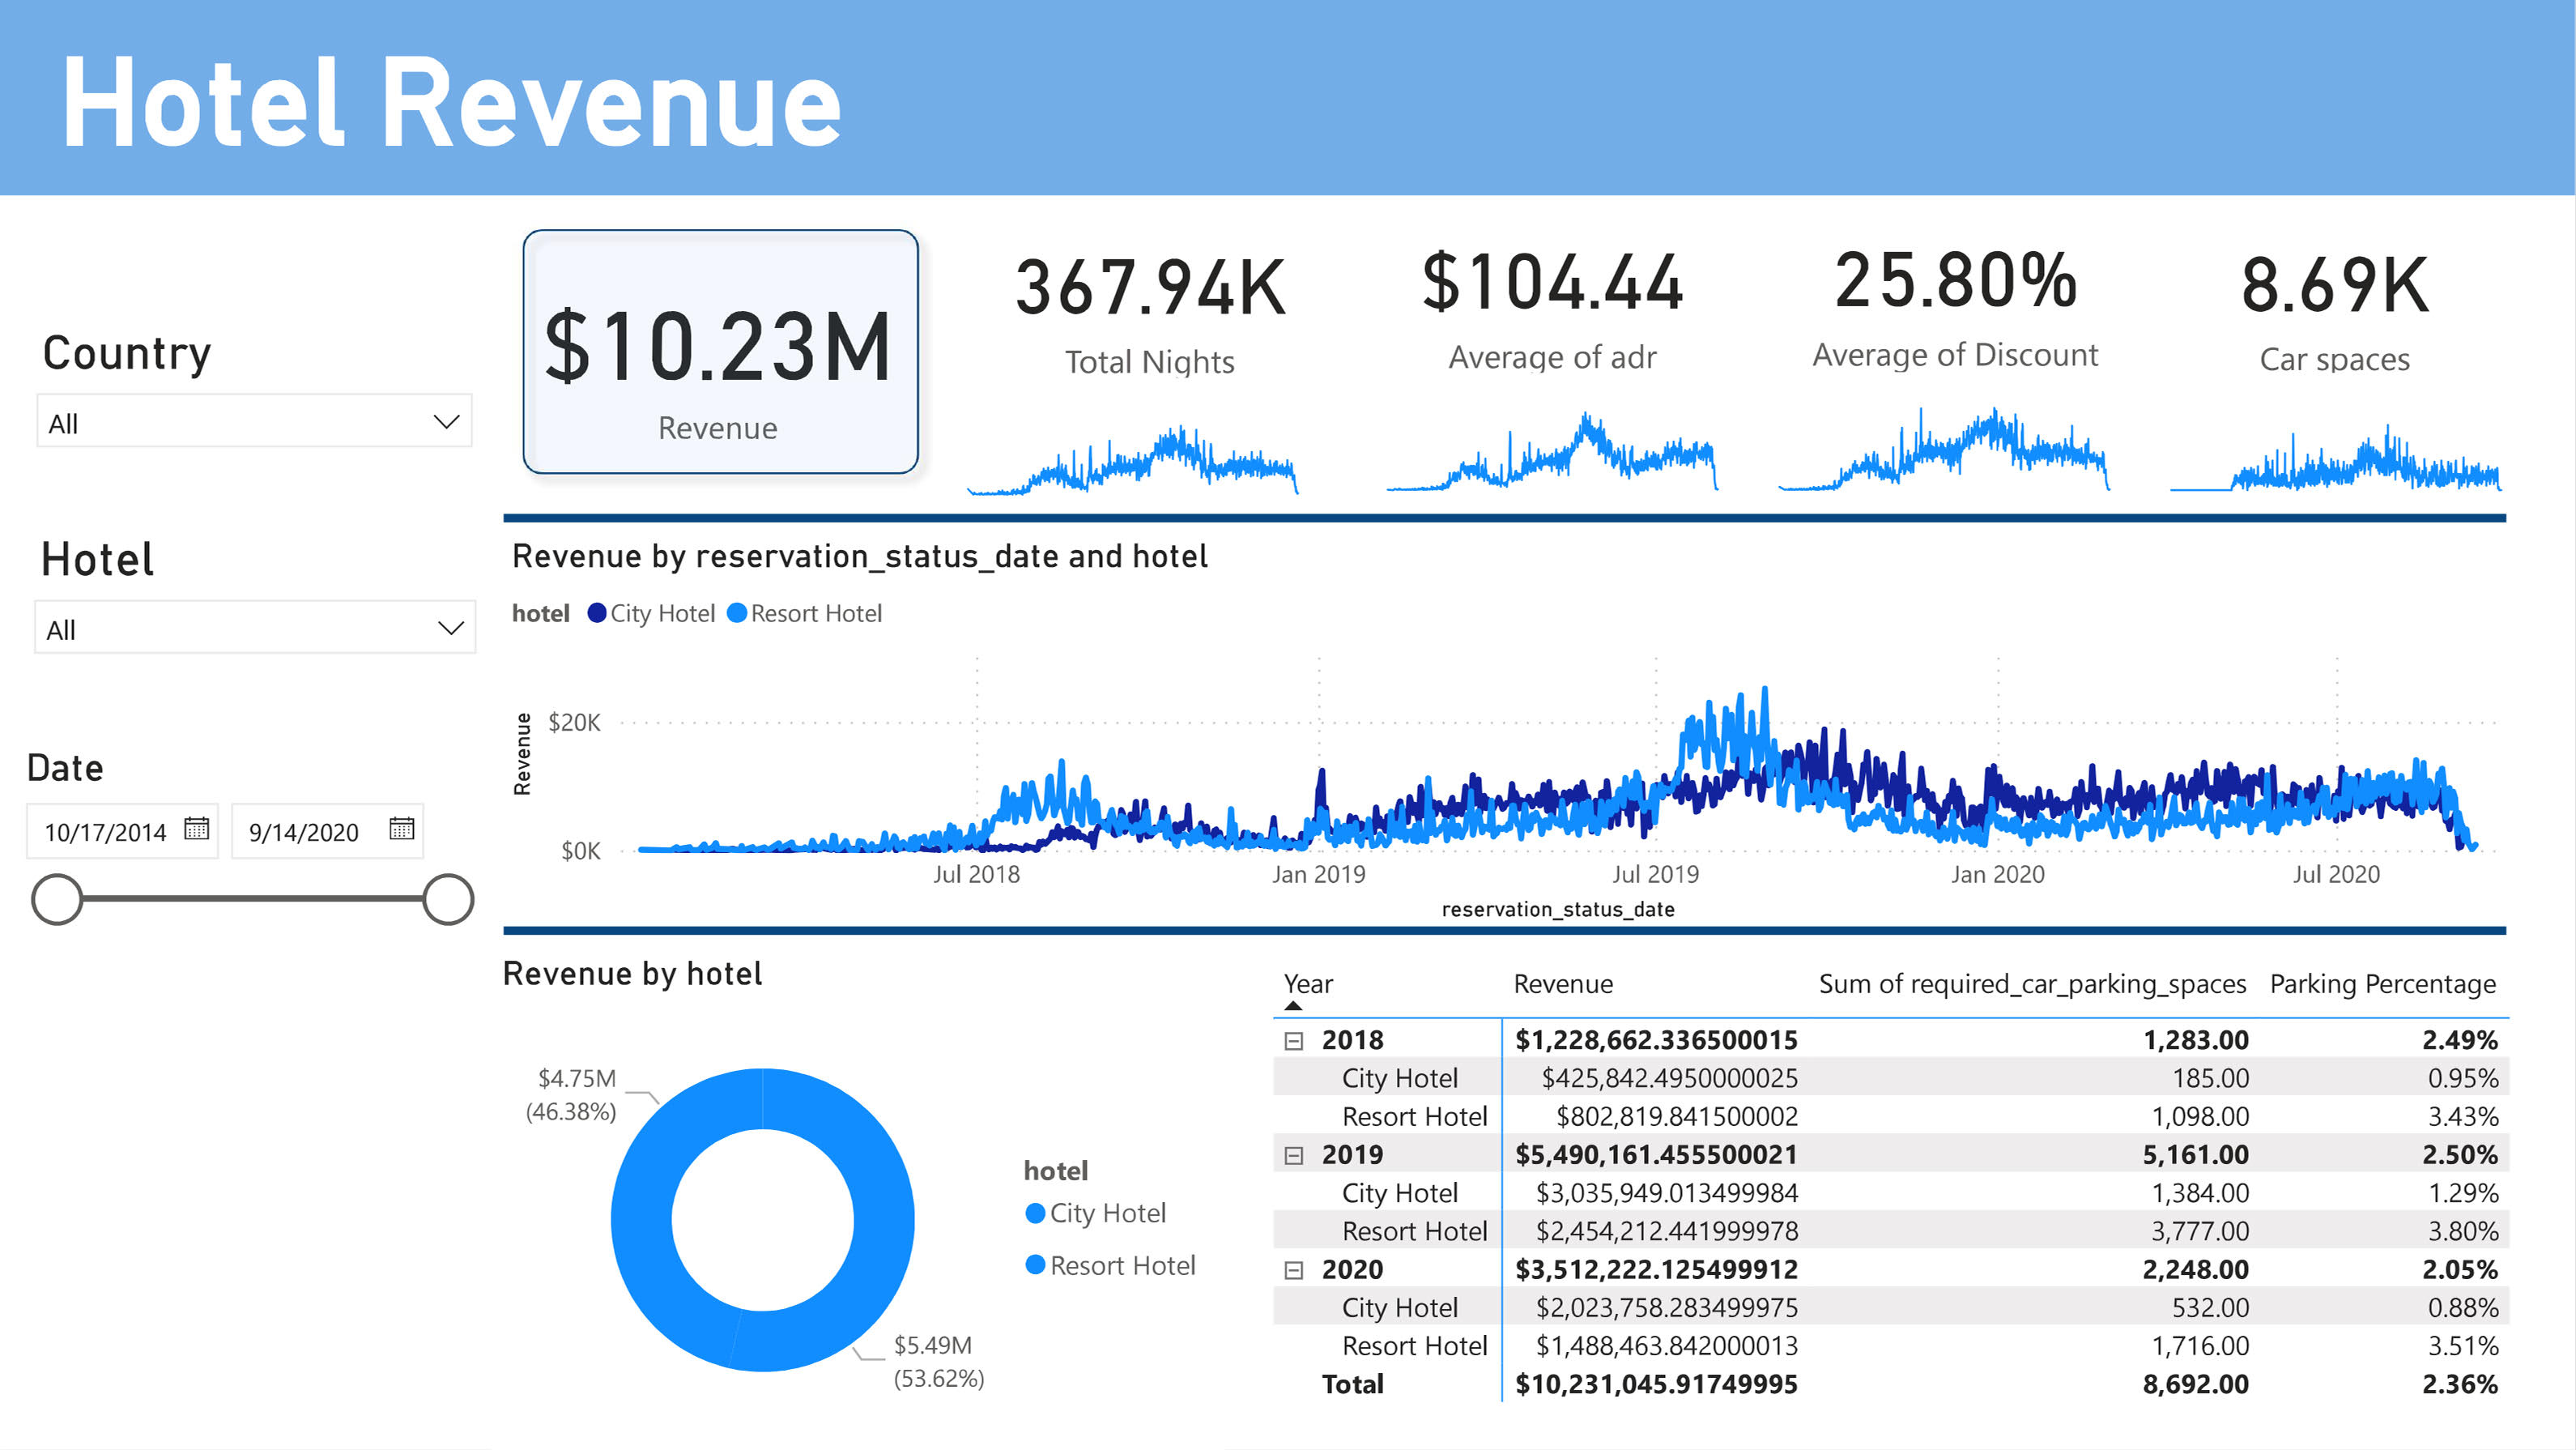 Hotel Revenue
Country
All
Hotel
All
Date
10/17/2014 9/14/2020
$10.23M
Revenue
367.94K
Total Nights
$104.44
Average of adr
25.80%
Average of Discount
8.69K
Car spaces
Revenue by reservation_status_date and hotel
hotel City Hotel Resort Hotel
Revenue
$20K
$0K
Jul 2018 Jan 2019 Jul 2019 Jan 2020 Jul 2020
reservation_status_date
Revenue by hotel
$4.75M
(46.38%)
$5.49M
(53.62%)
hotel
City Hotel
Resort Hotel
Year Revenue Sum of required_car_parking_spaces Parking Percentage
2018 $1,228,662.336500015 1,283.00 2.49%
City Hotel $425,842.4950000025 185.00 0.95%
Resort Hotel $802,819.841500002 1,098.00 3.43%
2019 $5,490,161.455500021 5,161.00 2.50%
City Hotel $3,035,949.013499984 1,384.00 1.29%
Resort Hotel $2,454,212.441999978 3,777.00 3.80%
2020 $3,512,222.125499912 2,248.00 2.05%
City Hotel $2,023,758.283499975 532.00 0.88%
Resort Hotel $1,488,463.842000013 1,716.00 3.51%
Total $10,231,045.91749995 8,692.00 2.36%